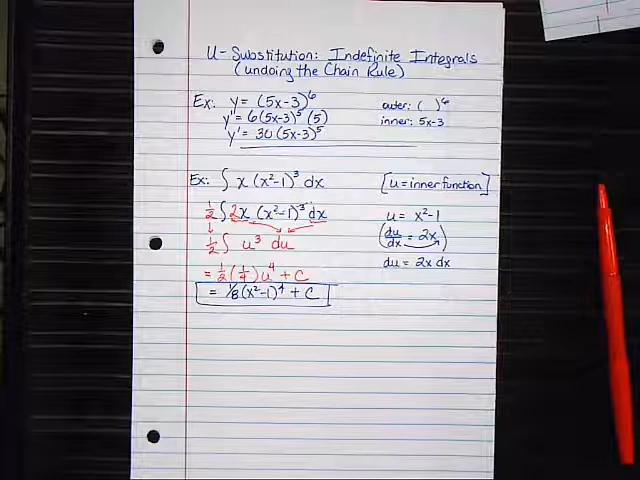 U-Substitution: Indefinite Integrals
(undoing the Chain Rule)
Ex: y = (5x-3)⁶
outer: ( )⁶
y' = 6(5x-3)⁵ (5)
inner: 5x-3
y' = 30(5x-3)⁵
Ex: ∫ x (x²-1)³ dx
[u = inner function]
½ ∫ 2x (x²-1)³ dx
u = x²-1
(du/dx = 2x)
½ ∫ u³ du
du = 2x dx
= ½(¼)u⁴ + C
= ⅛(x²-1)⁴ + C